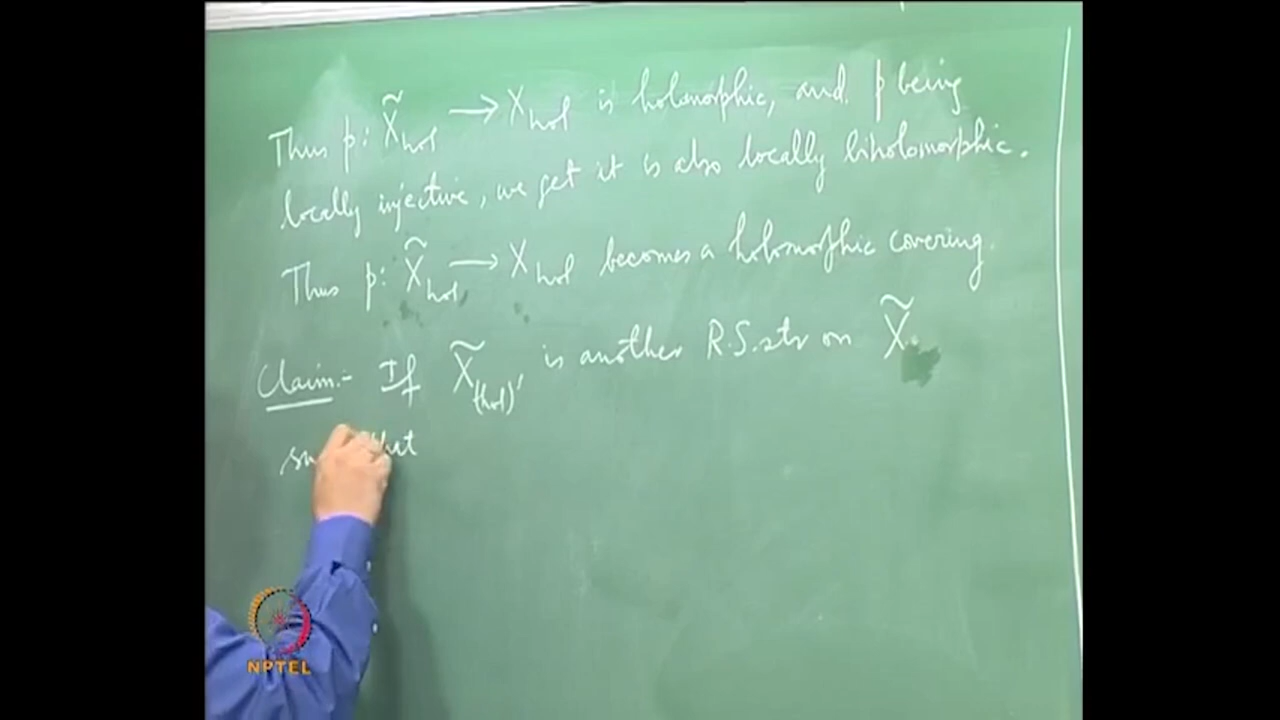 Thus p: X̃_hol → X_hol is holomorphic, and p being
locally injective, we get it is also locally biholomorphic.
Thus p: X̃_hol → X_hol becomes a holomorphic covering.
Claim:- If X̃_(hol)' is another R.S. str on X̃.
that
NPTEL